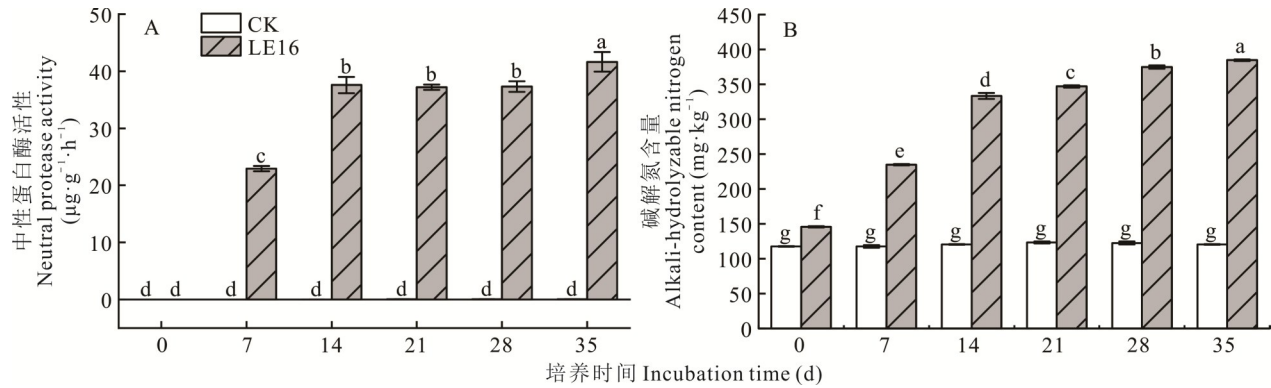 A
CK
LE16
中性蛋白酶活性
Neutral protease activity
(μg·g⁻¹·h⁻¹)
50
40
30
20
10
0
d d d c d b d b d b d a
0 7 14 21 28 35
B
碱解氮含量
Alkali-hydrolyzable nitrogen
content (mg·kg⁻¹)
450
400
350
300
250
200
150
100
50
0
g f g e g d g c g b g a
0 7 14 21 28 35
培养时间 Incubation time (d)